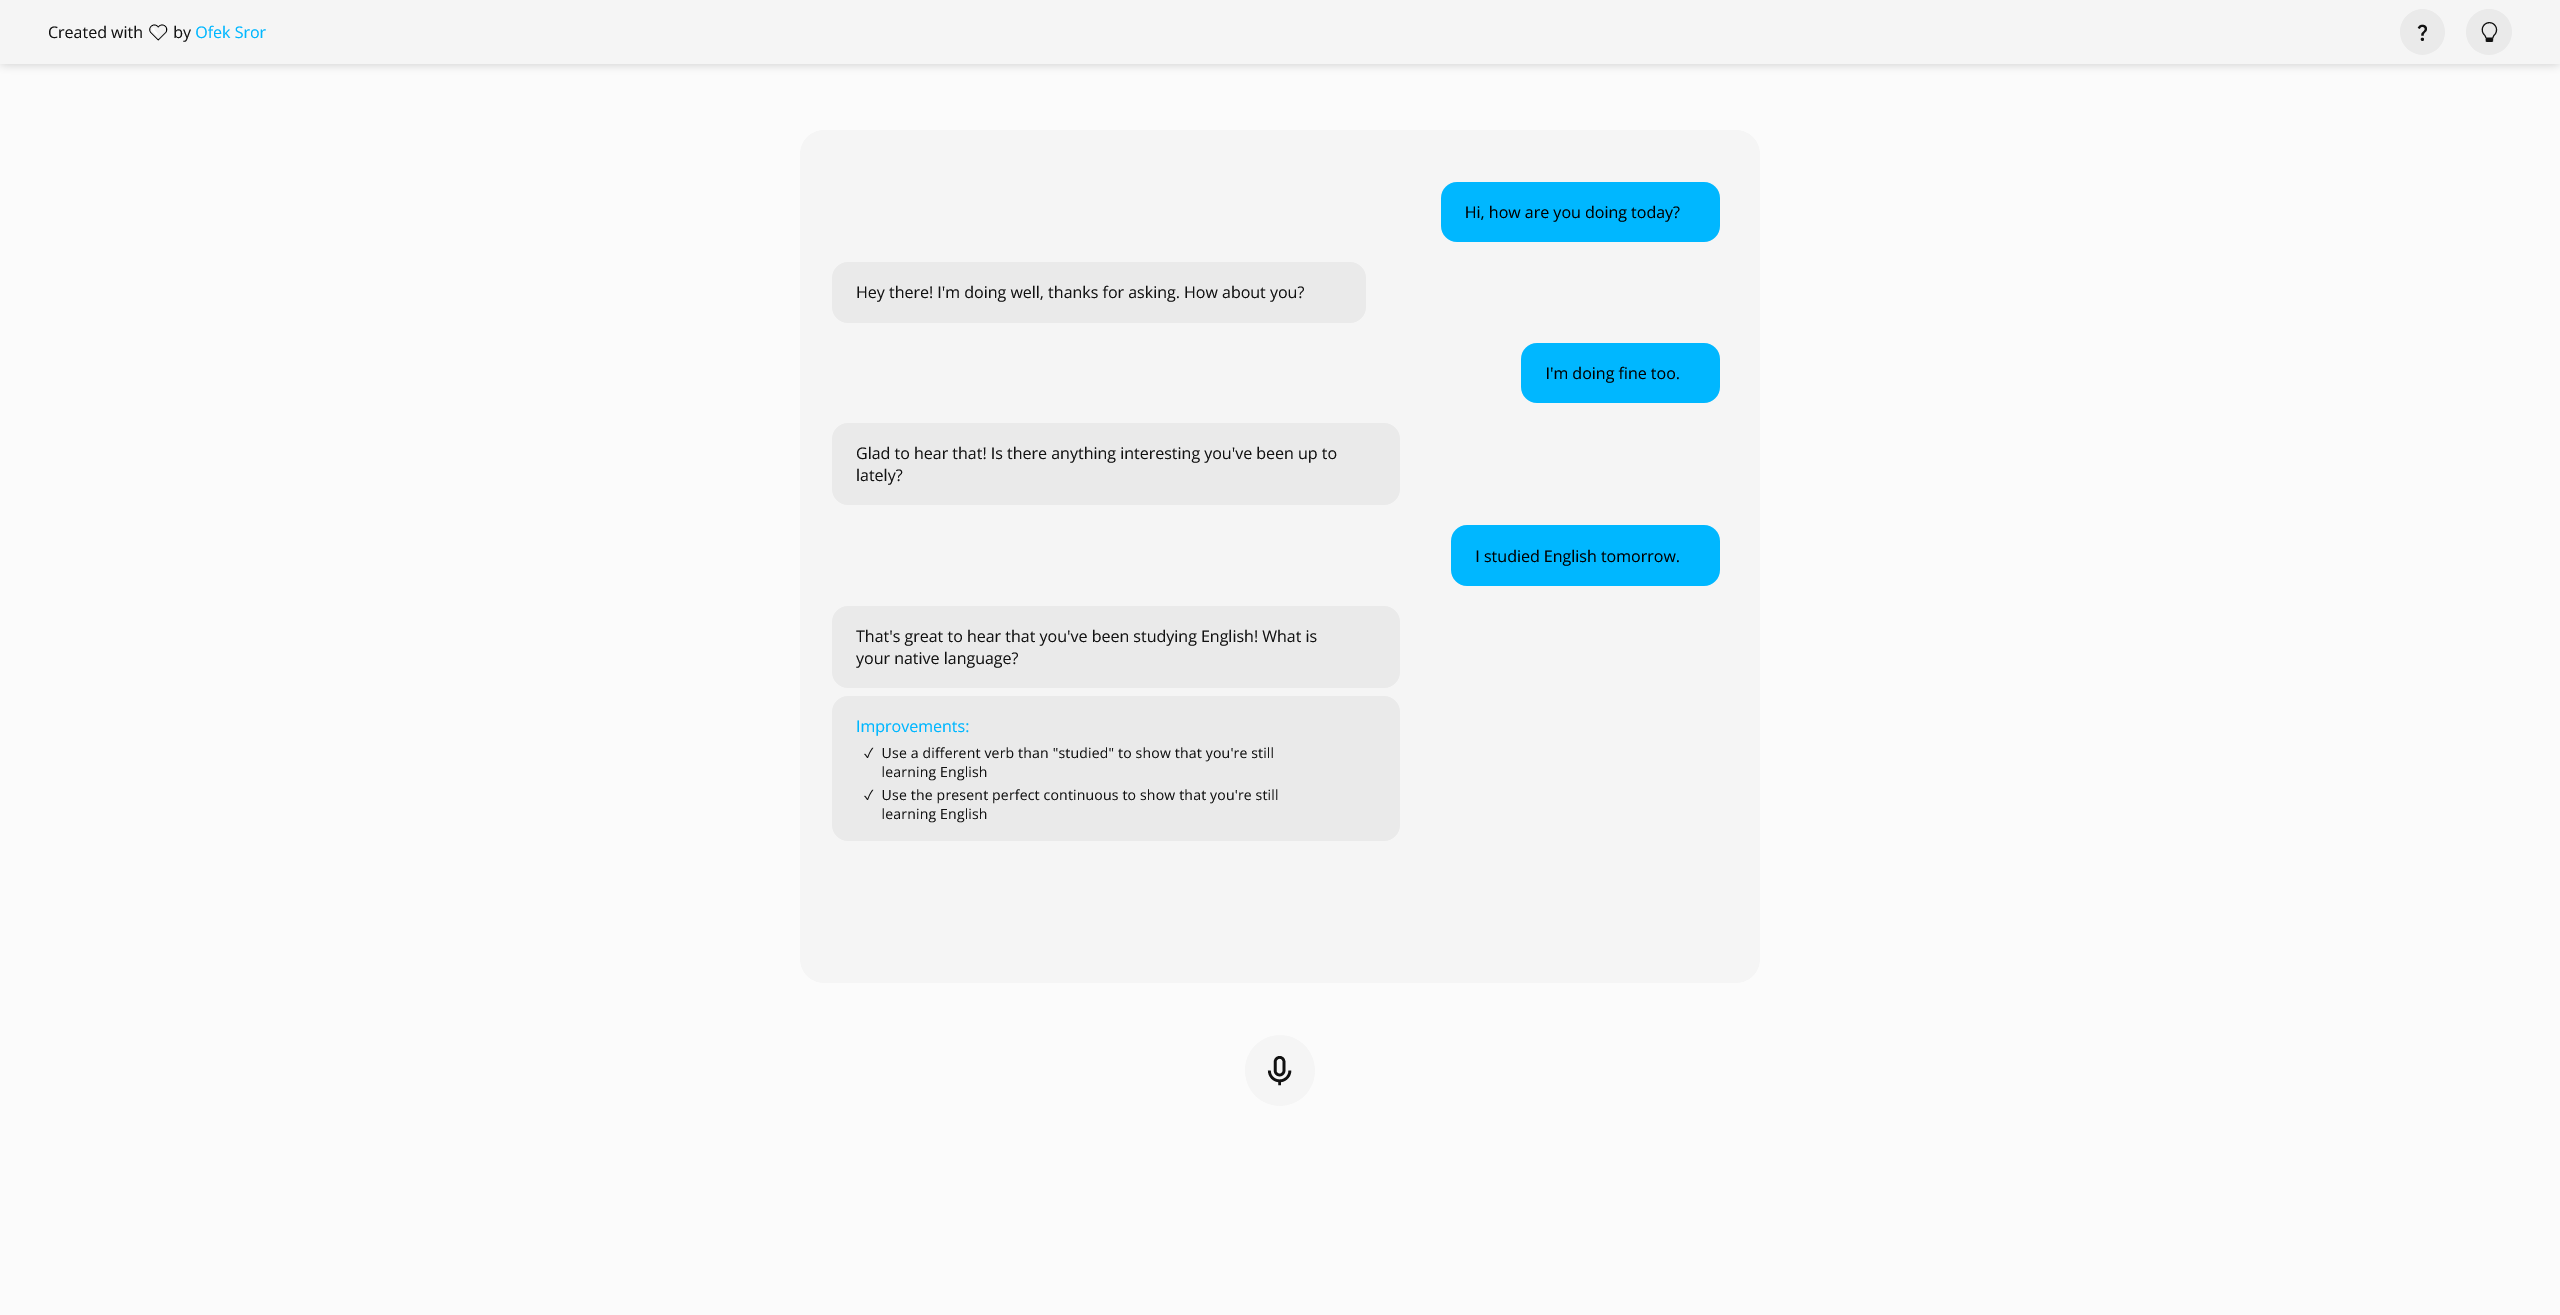 Created with ♡ by Ofek Sror
?
Hi, how are you doing today?
Hey there! I'm doing well, thanks for asking. How about you?
I'm doing fine too.
Glad to hear that! Is there anything interesting you've been up to
lately?
I studied English tomorrow.
That's great to hear that you've been studying English! What is
your native language?
Improvements:
✓ Use a different verb than "studied" to show that you're still
learning English
✓ Use the present perfect continuous to show that you're still
learning English